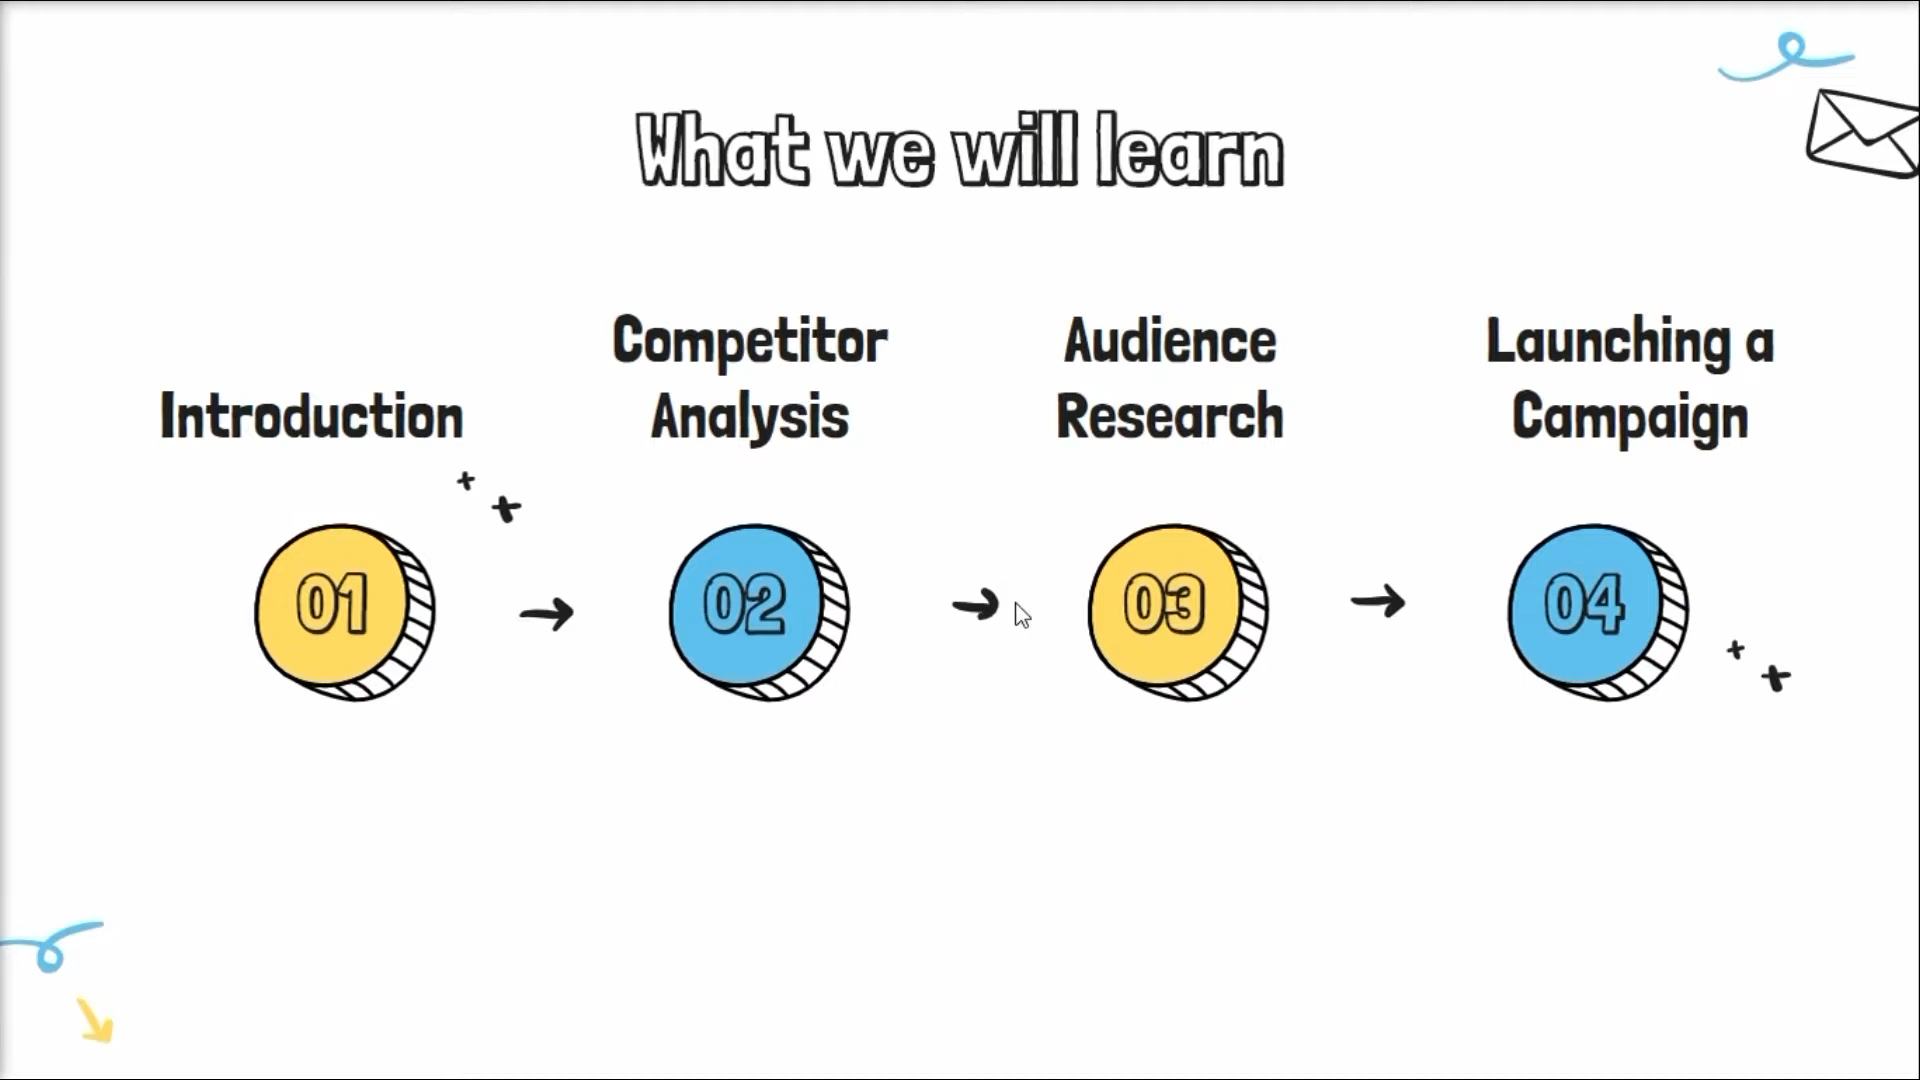 What we will learn
Introduction
Competitor
Analysis
Audience
Research
Launching a
Campaign
01
02
03
04